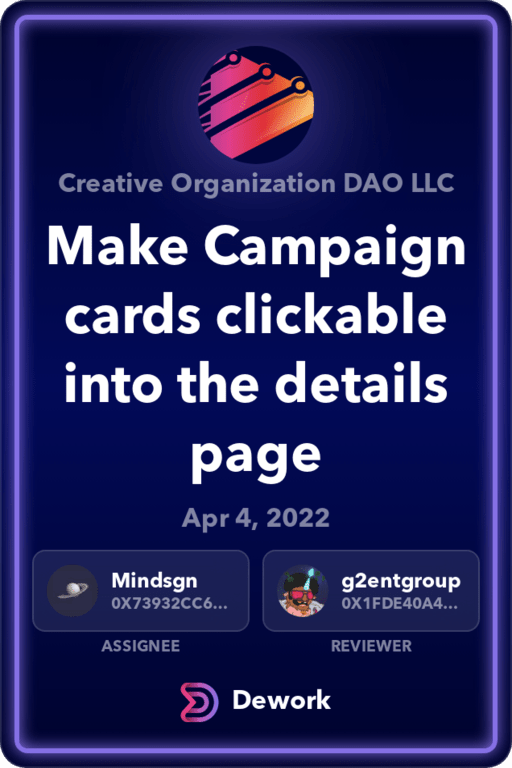 Creative Organization DAO LLC
Make Campaign
cards clickable
into the details
page
Apr 4, 2022
Mindsgn
0X73932CC6...
ASSIGNEE
g2entgroup
0X1FDE40A4...
REVIEWER
Dework